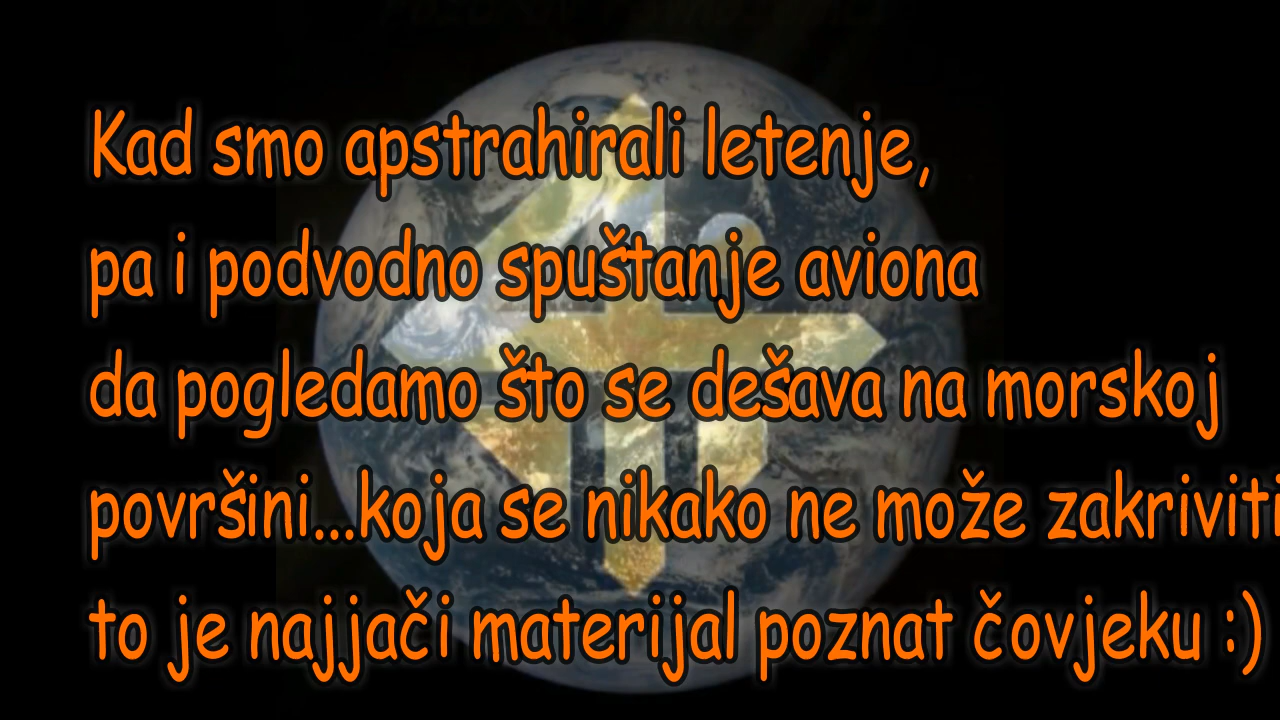 Kad smo apstrahirali letenje,
pa i podvodno spuštanje aviona
da pogledamo što se dešava na morskoj
površini...koja se nikako ne može zakriviti
to je najjači materijal poznat čovjeku :)